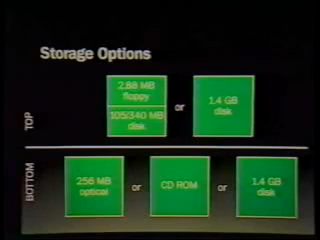 Storage Options
2.88 MB
floppy
105/340 MB
disk
or
1.4 GB
disk
TOP
256 MB
optical
or
CD ROM
or
1.4 GB
disk
BOTTOM